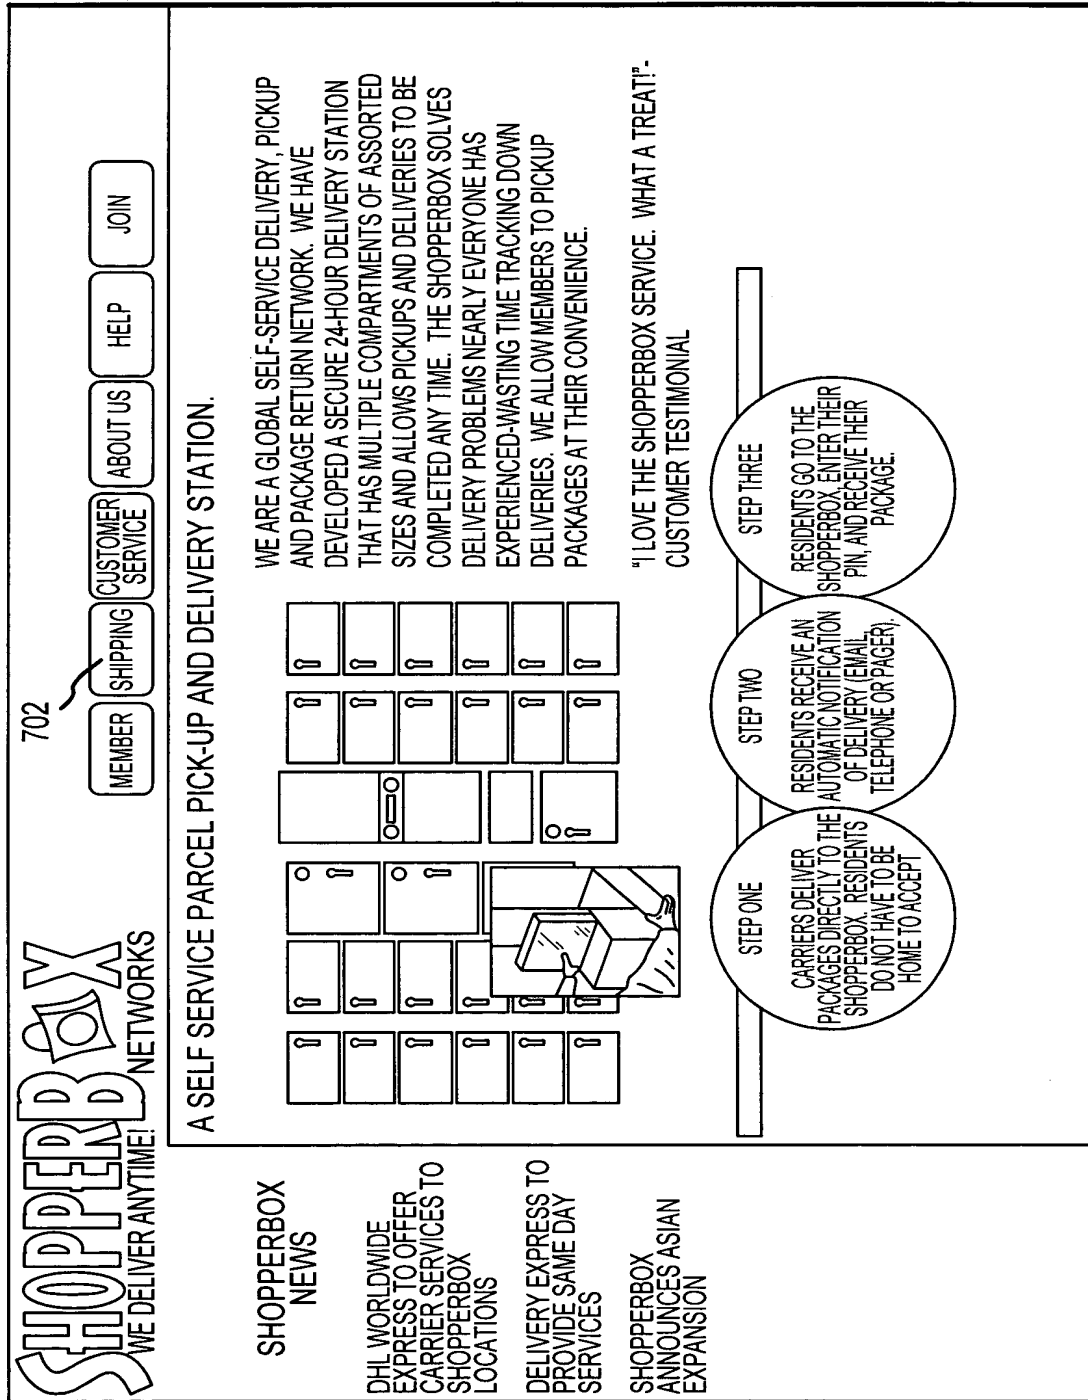 SHOPPERBOX
WE DELIVER ANYTIME! NETWORKS
702
MEMBER
SHIPPING
CUSTOMER
SERVICE
ABOUT US
HELP
JOIN
SHOPPERBOX
NEWS
DHL WORLDWIDE
EXPRESS TO OFFER
CARRIER SERVICES TO
SHOPPERBOX
LOCATIONS
DELIVERY EXPRESS TO
PROVIDE SAME DAY
SERVICES
SHOPPERBOX
ANNOUNCES ASIAN
EXPANSION
A SELF SERVICE PARCEL PICK-UP AND DELIVERY STATION.
WE ARE A GLOBAL SELF-SERVICE DELIVERY, PICKUP
AND PACKAGE RETURN NETWORK. WE HAVE
DEVELOPED A SECURE 24-HOUR DELIVERY STATION
THAT HAS MULTIPLE COMPARTMENTS OF ASSORTED
SIZES AND ALLOWS PICKUPS AND DELIVERIES TO BE
COMPLETED ANY TIME. THE SHOPPERBOX SOLVES
DELIVERY PROBLEMS NEARLY EVERYONE HAS
EXPERIENCED-WASTING TIME TRACKING DOWN
DELIVERIES. WE ALLOW MEMBERS TO PICKUP
PACKAGES AT THEIR CONVENIENCE.
"I LOVE THE SHOPPERBOX SERVICE. WHAT A TREAT!"-
CUSTOMER TESTIMONIAL
STEP ONE
CARRIERS DELIVER
PACKAGES DIRECTLY TO THE
SHOPPERBOX. RESIDENTS
DO NOT HAVE TO BE
HOME TO ACCEPT
STEP TWO
RESIDENTS RECEIVE AN
AUTOMATIC NOTIFICATION
OF DELIVERY (EMAIL,
TELEPHONE OR PAGER).
STEP THREE
RESIDENTS GO TO THE
SHOPPERBOX, ENTER THEIR
PIN, AND RECEIVE THEIR
PACKAGE.